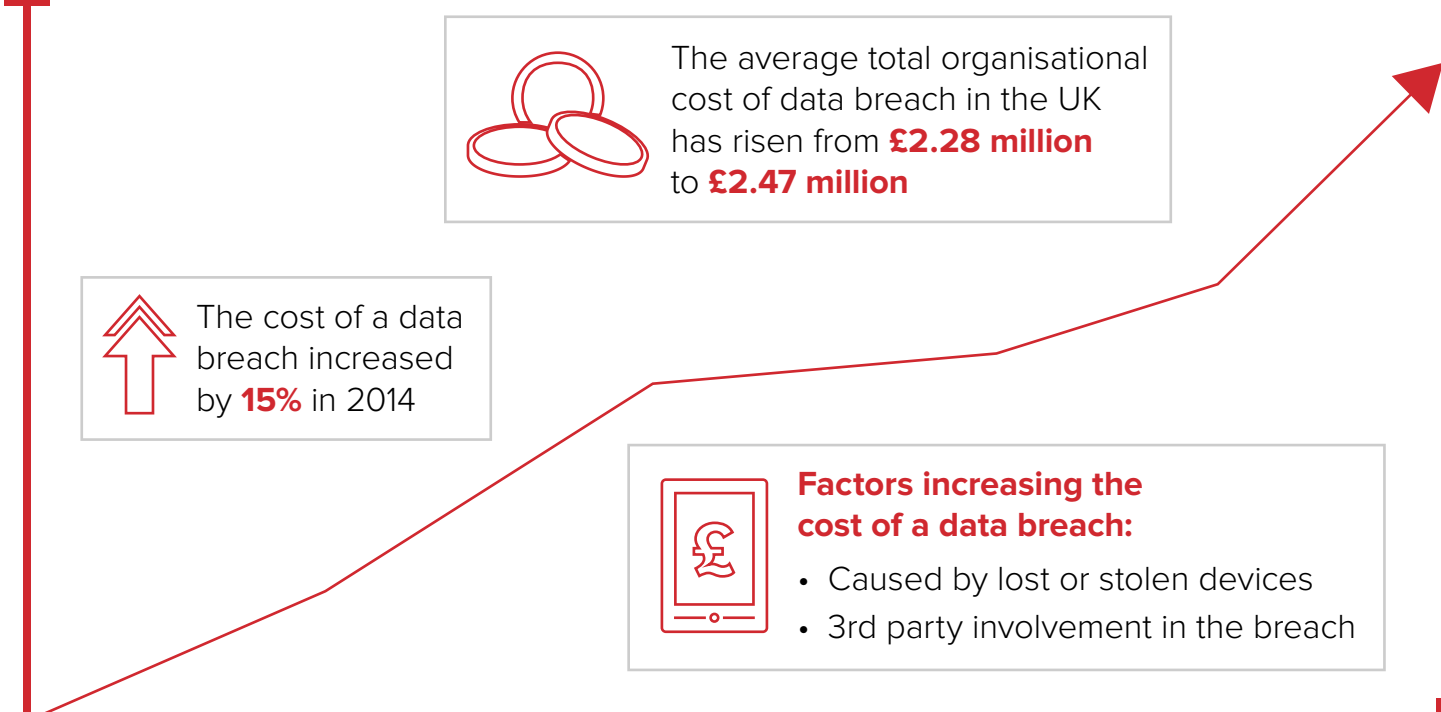 The average total organisational
cost of data breach in the UK
has risen from £2.28 million
to £2.47 million
The cost of a data
breach increased
by 15% in 2014
£
Factors increasing the
cost of a data breach:
• Caused by lost or stolen devices
• 3rd party involvement in the breach